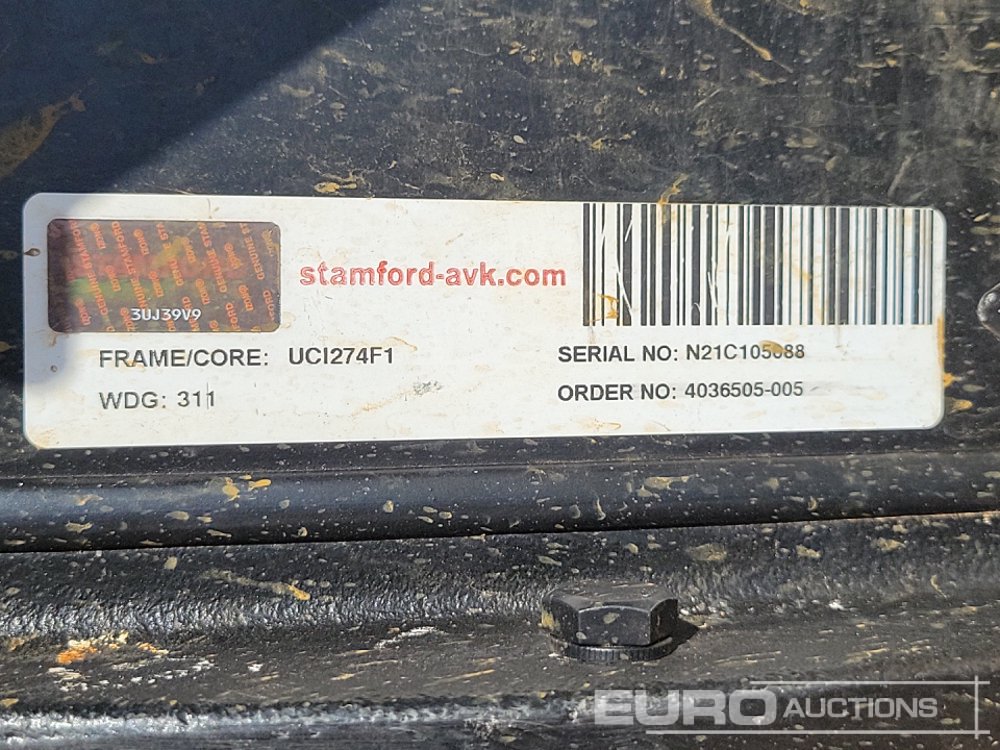 stamford-avk.com
3UJ39V9
FRAME/CORE: UCI274F1
SERIAL NO: N21C105088
WDG: 311
ORDER NO: 4036505-005
EURO AUCTIONS